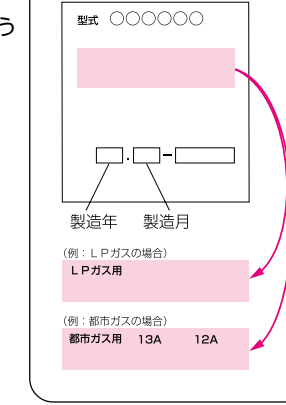 う
型式 ○○○○○○
. -
製造年 製造月
(例：ＬＰガスの場合)
ＬＰガス用
(例：都市ガスの場合)
都市ガス用 13A 12A